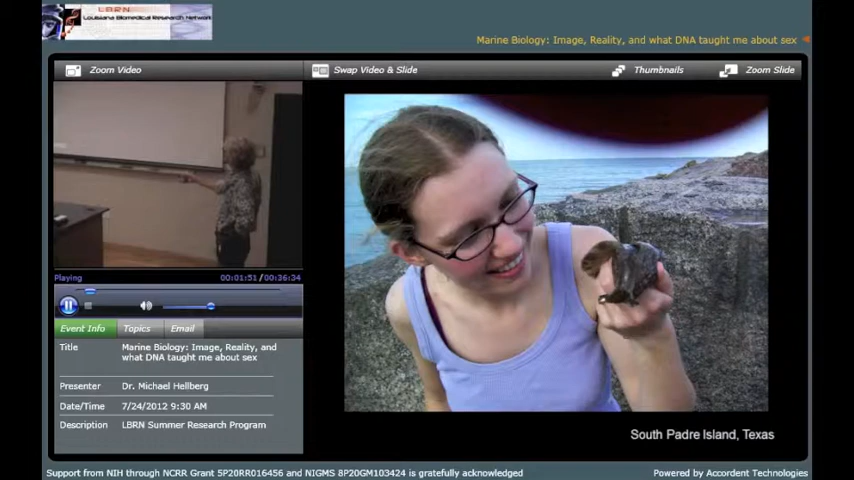 LBRN
Louisiana Biomedical Research Network
Marine Biology: Image, Reality, and what DNA taught me about sex
Zoom Video
Swap Video & Slide
Thumbnails
Zoom Slide
Playing
00:01:51 /00:36:34
Event Info
Topics
Email
Title
Marine Biology: Image, Reality, and
what DNA taught me about sex
Presenter
Dr. Michael Hellberg
Date/Time
7/24/2012 9:30 AM
Description
LBRN Summer Research Program
South Padre Island, Texas
Support from NIH through NCRR Grant 5P20RR016456 and NIGMS 8P20GM103424 is gratefully acknowledged
Powered by Accordent Technologies